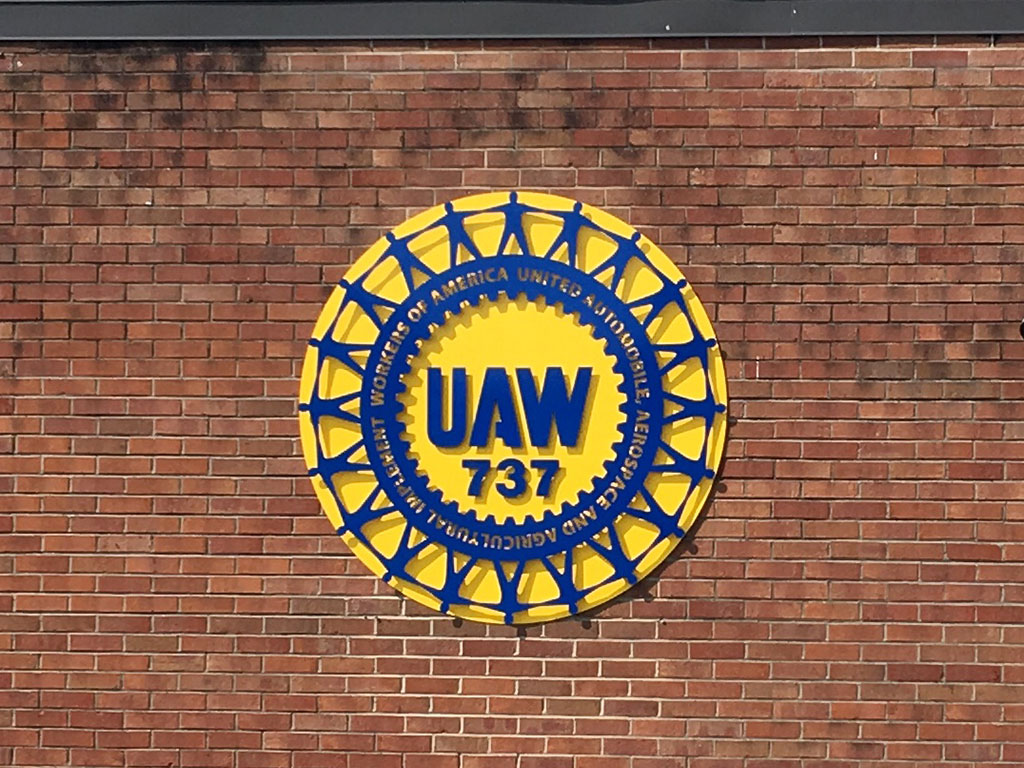 UNITED AUTOMOBILE, AEROSPACE AND AGRICULTURAL IMPLEMENT WORKERS OF AMERICA
UAW
737